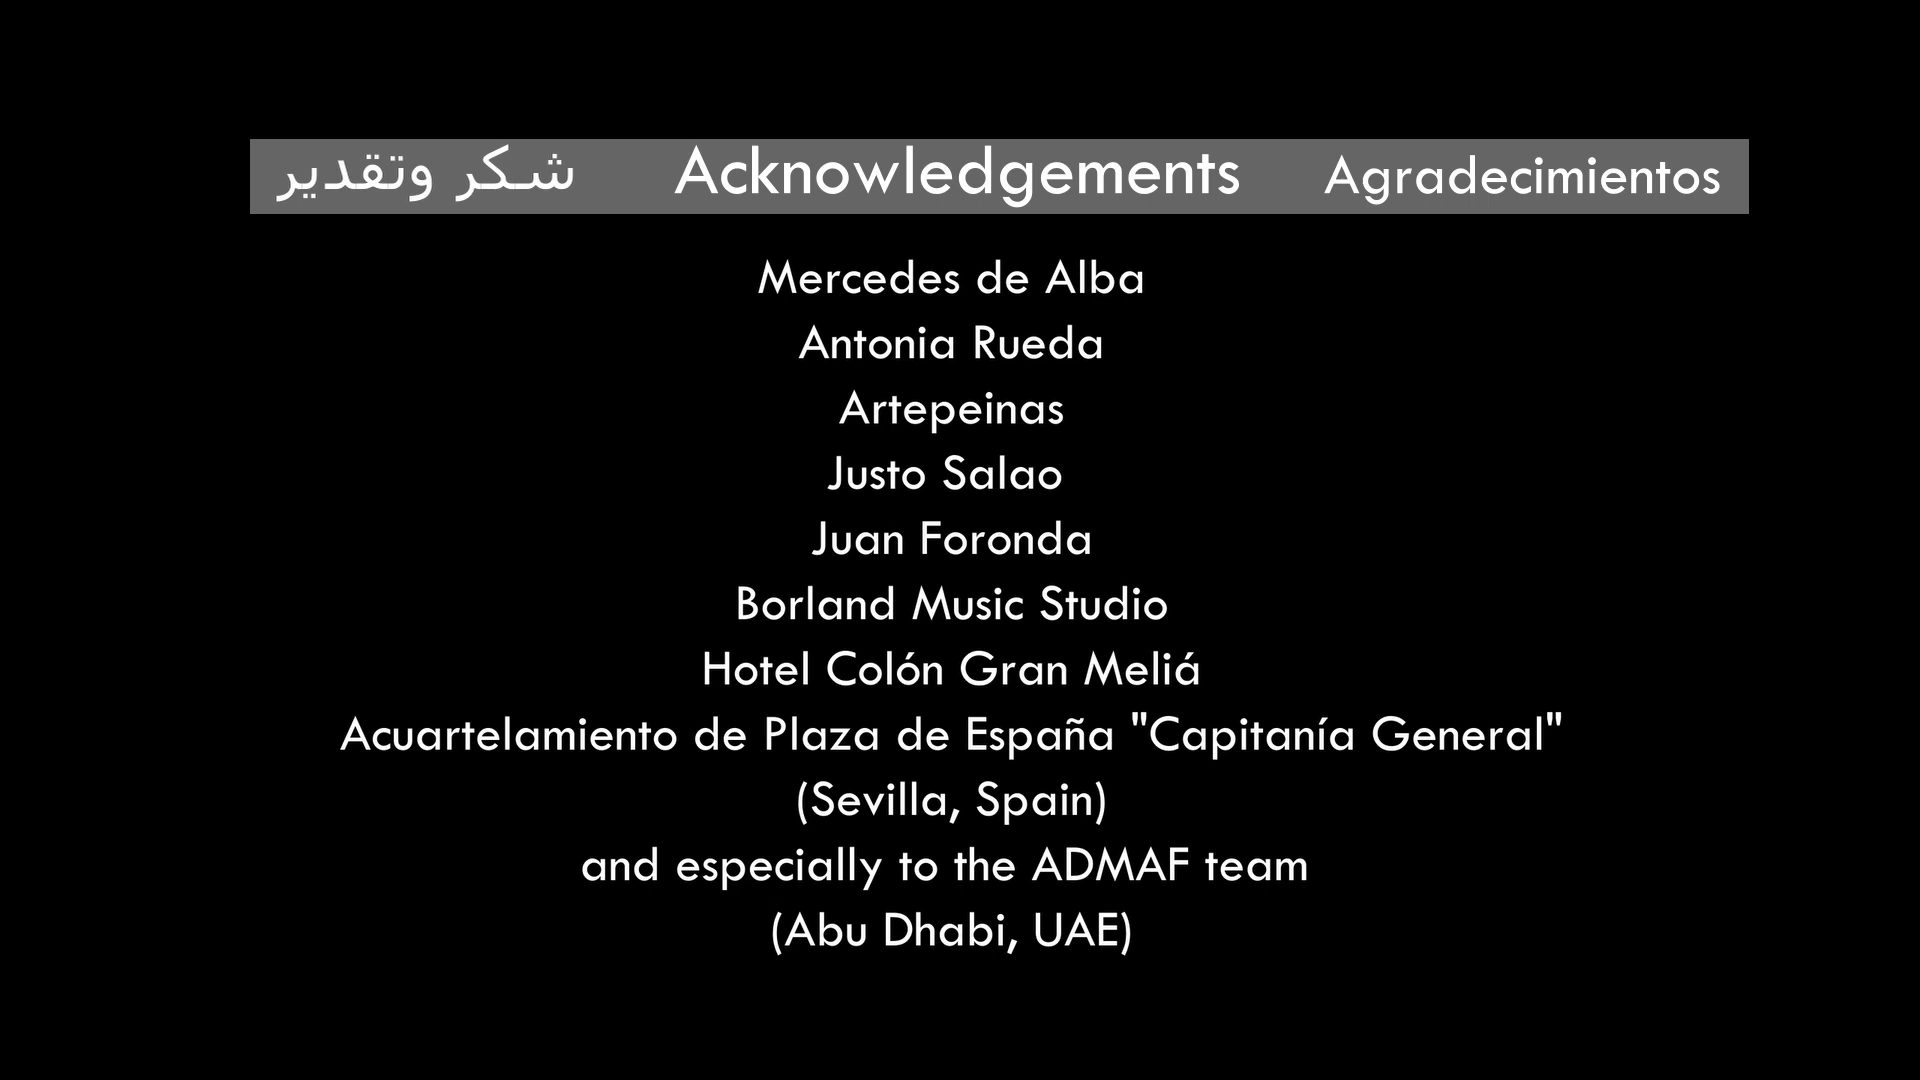 شكر وتقدير Acknowledgements Agradecimientos
Mercedes de Alba
Antonia Rueda
Artepeinas
Justo Salao
Juan Foronda
Borland Music Studio
Hotel Colón Gran Meliá
Acuartelamiento de Plaza de España "Capitanía General"
(Sevilla, Spain)
and especially to the ADMAF team
(Abu Dhabi, UAE)